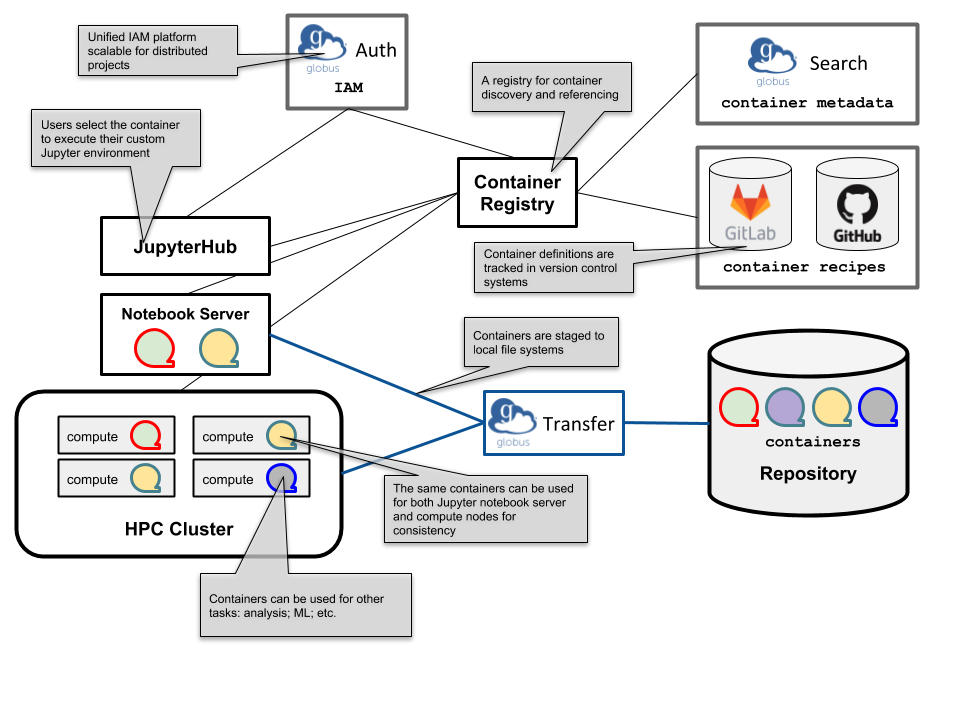 Unified IAM platform
scalable for distributed
projects
g
globus
Auth
IAM
A registry for container
discovery and referencing
g
globus
Search
container metadata
Users select the container
to execute their custom
Jupyter environment
Container
Registry
GitLab
GitHub
container recipes
JupyterHub
Container definitions are
tracked in version control
systems
Notebook Server
Containers are staged to
local file systems
g
globus
Transfer
containers
Repository
compute
compute
compute
compute
HPC Cluster
The same containers can be used
for both Jupyter notebook server
and compute nodes for
consistency
Containers can be used for other
tasks: analysis; ML; etc.